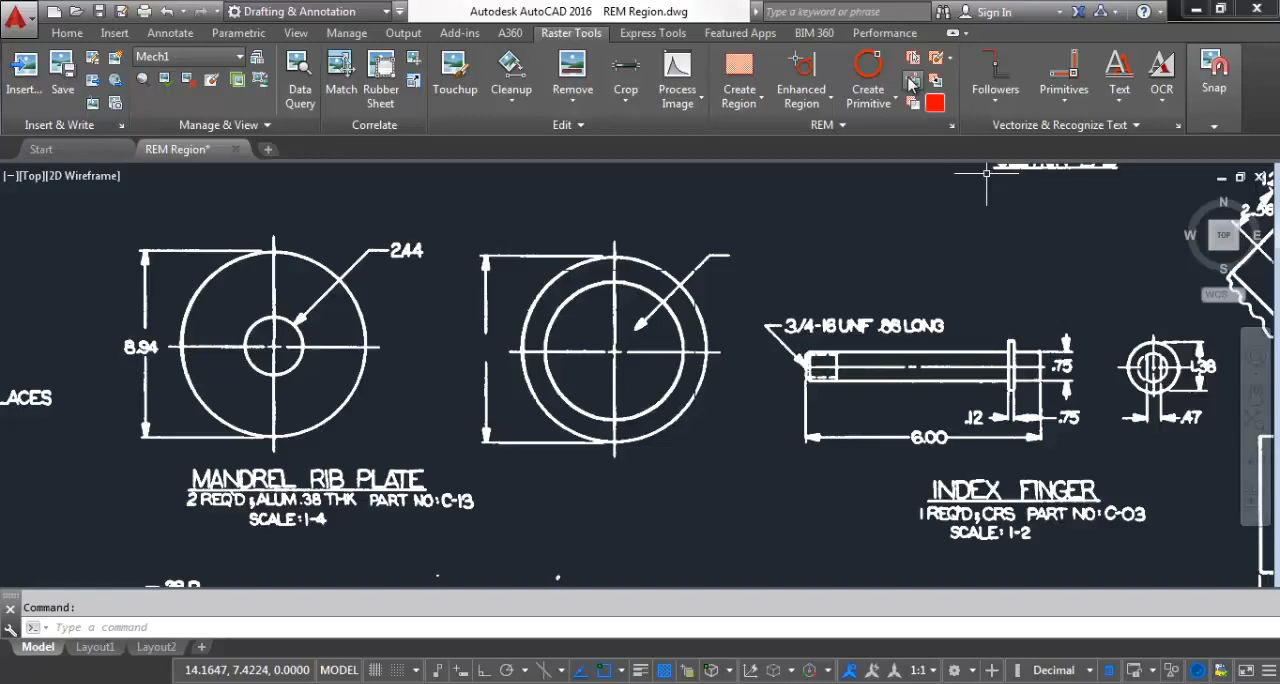 Drafting & Annotation
Autodesk AutoCAD 2016 REM Region.dwg
Type a keyword or phrase
Sign In
Home Insert Annotate Parametric View Manage Output Add-ins A360 Raster Tools Express Tools Featured Apps BIM 360 Performance
Mech1
Insert... Save Data Query Match Rubber Sheet Touchup Cleanup Remove Crop Process Image Create Region Enhanced Region Create Primitive Followers Primitives Text OCR Snap
Insert & Write Manage & View Correlate Edit REM Vectorize & Recognize Text
Start REM Region*
[−][Top][2D Wireframe]
N
W TOP E
S
WCS
2.56
2.44
8.94
LACES
3/4-16 UNF .88 LONG
.75
1.38
.12 .75 .47
6.00
MANDREL RIB PLATE
2 REQ'D ; ALUM .38 THK PART NO: C-13
SCALE: 1-4
INDEX FINGER
1 REQ'D ; CRS PART NO: C-03
SCALE: 1-2
Command:
Type a command
Model Layout1 Layout2
14.1647, 7.4224, 0.0000 MODEL 1:1 Decimal